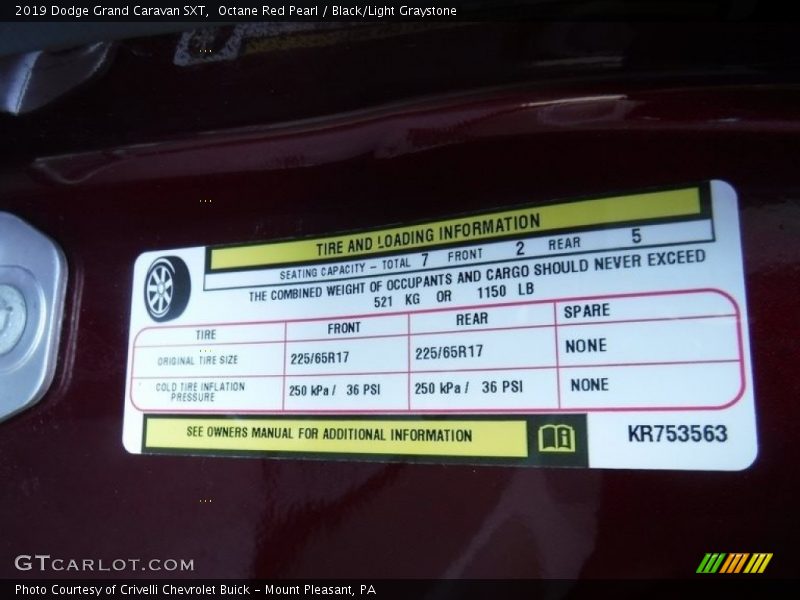 2019 Dodge Grand Caravan SXT,  Octane Red Pearl / Black/Light Graystone
TIRE AND LOADING INFORMATION
SEATING CAPACITY - TOTAL 7 FRONT 2 REAR 5
THE COMBINED WEIGHT OF OCCUPANTS AND CARGO SHOULD NEVER EXCEED
521 KG OR 1150 LB
TIRE FRONT REAR SPARE
ORIGINAL TIRE SIZE 225/65R17 225/65R17 NONE
COLD TIRE INFLATION
PRESSURE 250 kPa / 36 PSI 250 kPa / 36 PSI NONE
SEE OWNERS MANUAL FOR ADDITIONAL INFORMATION
KR753563
GTCARLOT.COM
Photo Courtesy of Crivelli Chevrolet Buick - Mount Pleasant, PA